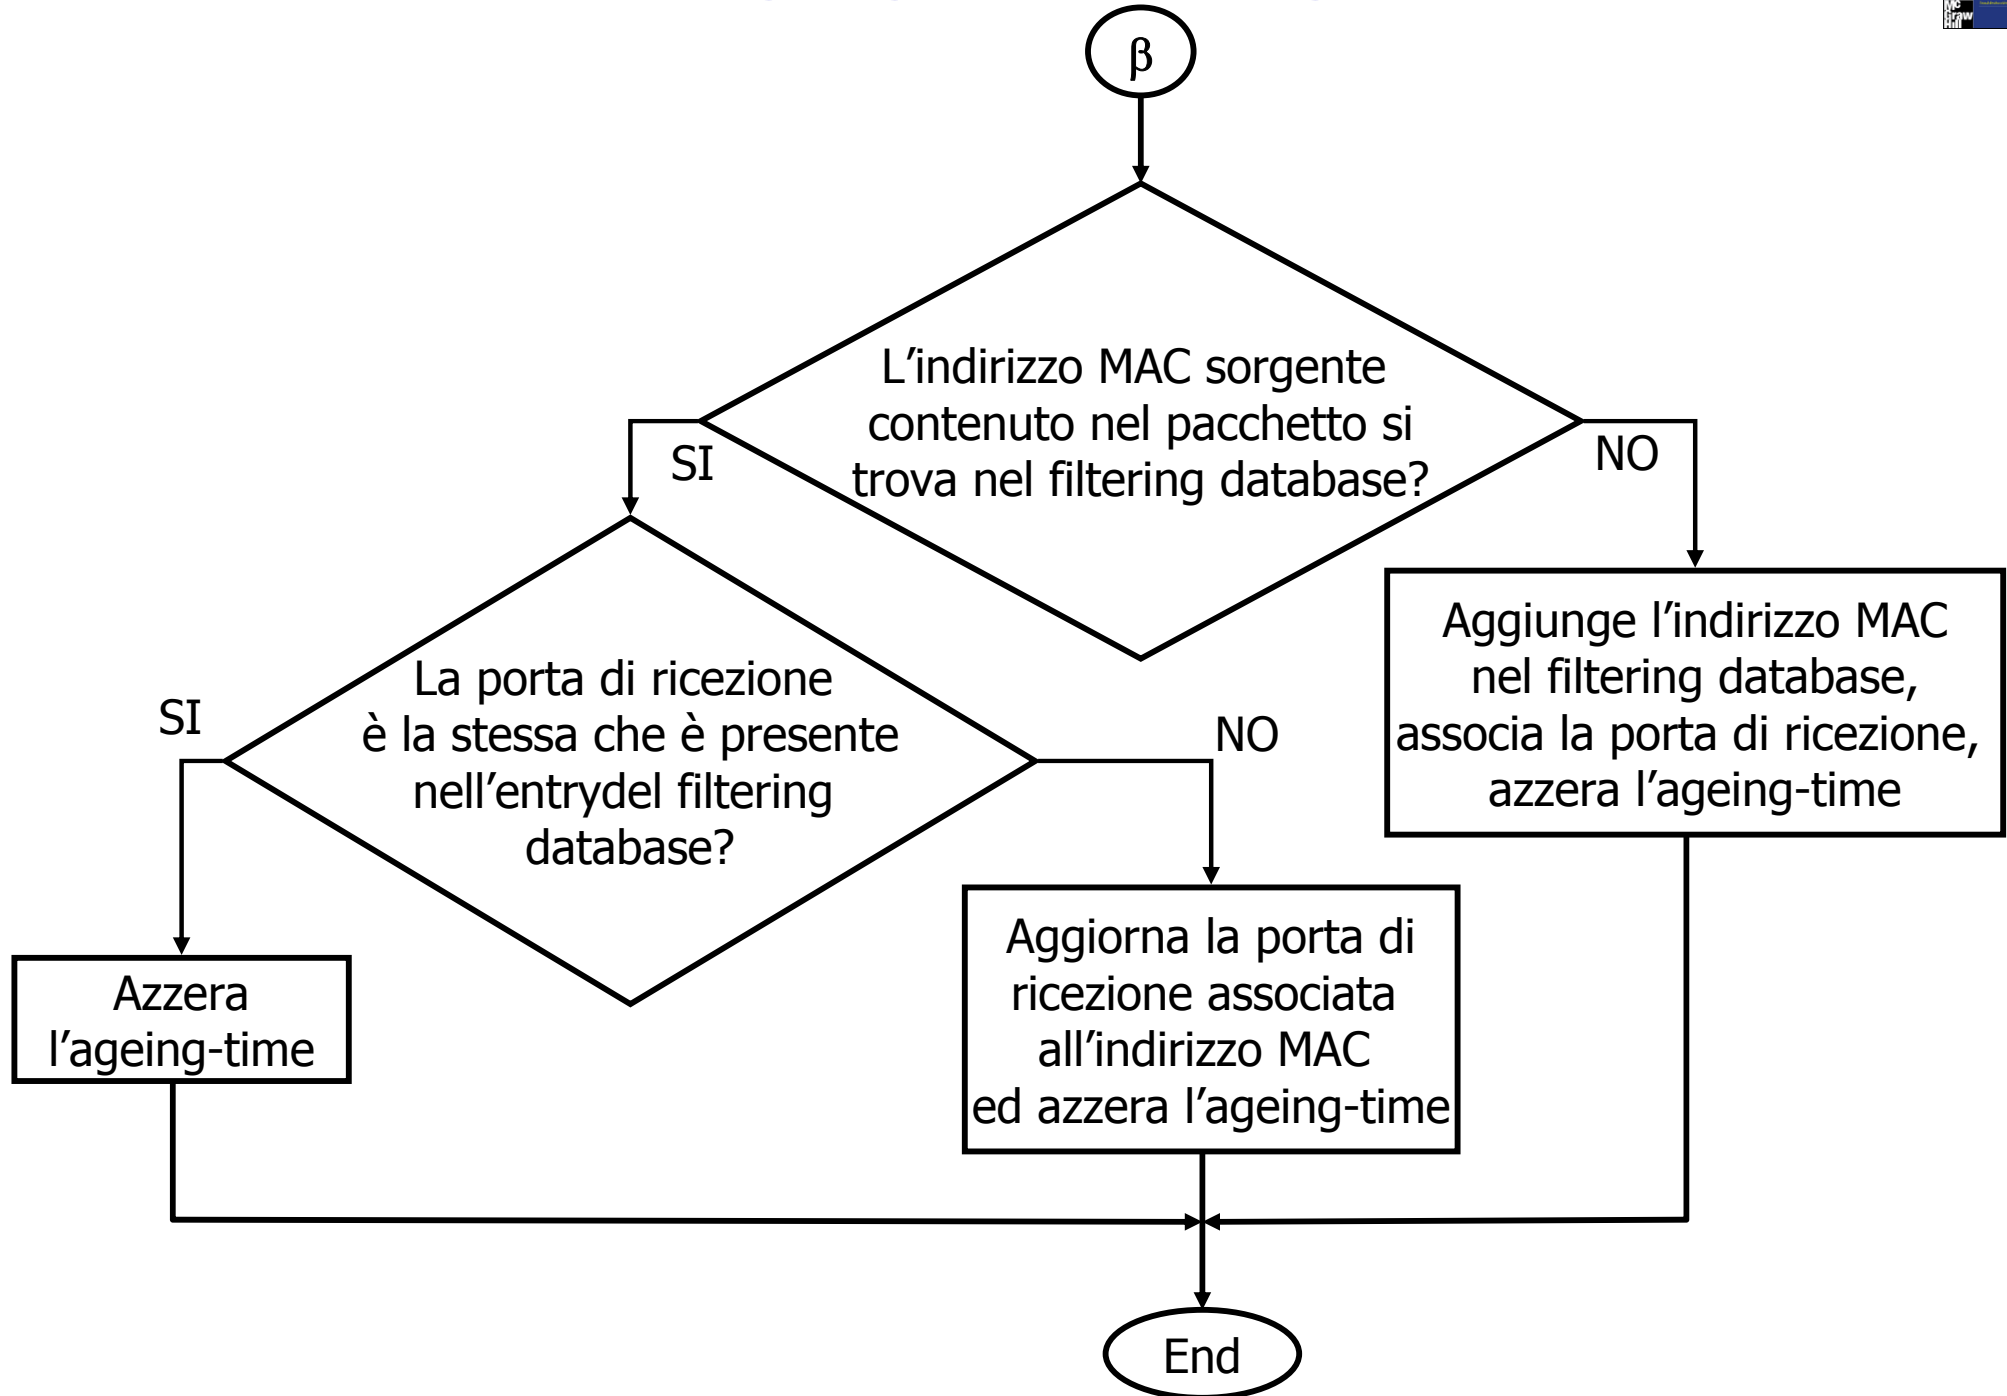 Mc
Graw
Hill
β
L’indirizzo MAC sorgente
contenuto nel pacchetto si
trova nel filtering database?
SI
NO
La porta di ricezione
è la stessa che è presente
nell’entrydel filtering
database?
SI
NO
Aggiunge l’indirizzo MAC
nel filtering database,
associa la porta di ricezione,
azzera l’ageing-time
Azzera
l’ageing-time
Aggiorna la porta di
ricezione associata
all’indirizzo MAC
ed azzera l’ageing-time
End